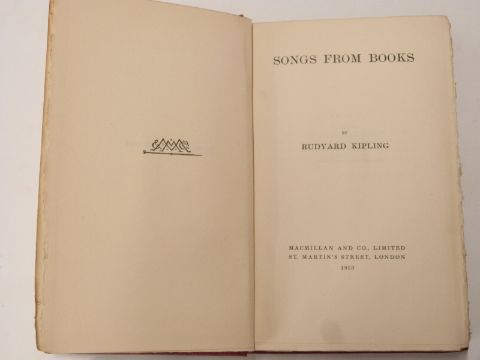 SONGS FROM BOOKS
BY
RUDYARD KIPLING
MACMILLAN AND CO., LIMITED
ST. MARTIN'S STREET, LONDON
1913